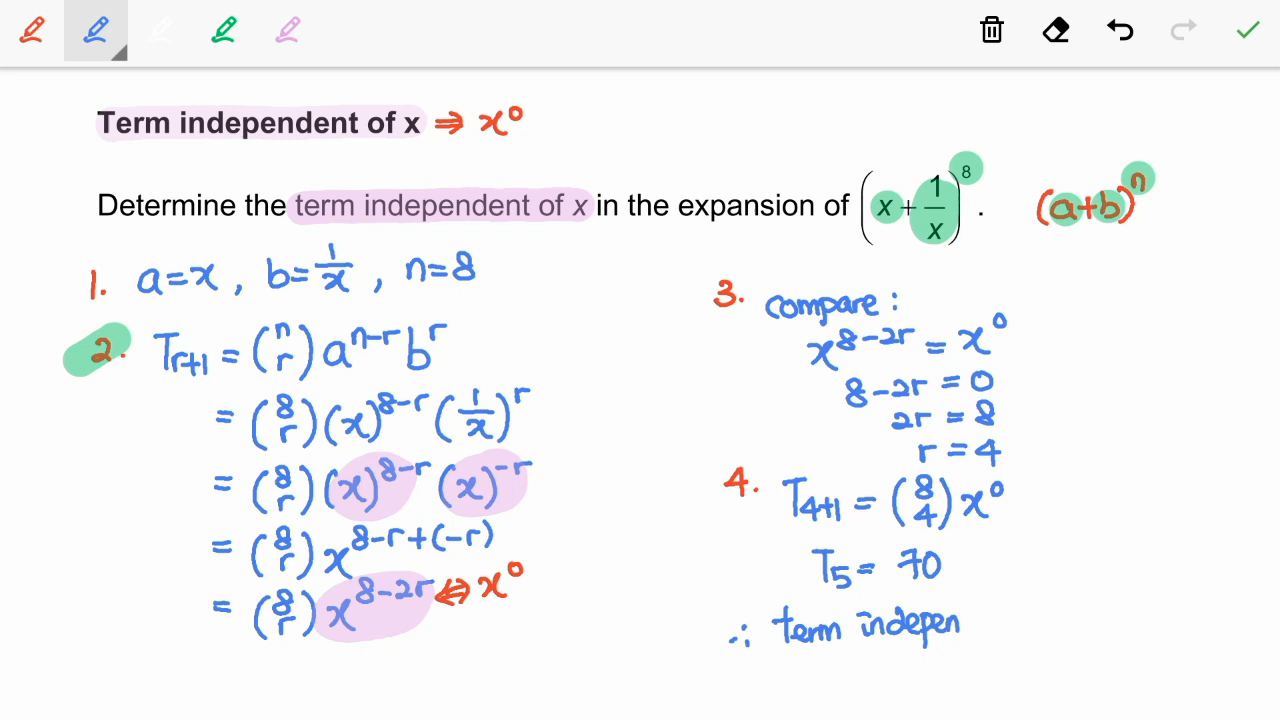 Term independent of x ⇒ x⁰
Determine the term independent of x in the expansion of (x + 1/x)⁸ . (a+b)ⁿ
1. a=x , b=1/x , n=8
2. Tᵣ₊₁ = (n r) aⁿ⁻ʳ bʳ
= (8 r) (x)⁸⁻ʳ (1/x)ʳ
= (8 r) (x)⁸⁻ʳ (x)⁻ʳ
= (8 r) x⁸⁻ʳ⁺⁽⁻ʳ⁾
= (8 r) x⁸⁻²ʳ ⇔ x⁰
3. compare :
x⁸⁻²ʳ = x⁰
8-2r = 0
2r = 8
r = 4
4. T₄₊₁ = (8 4) x⁰
T₅ = 70
∴ term indepen